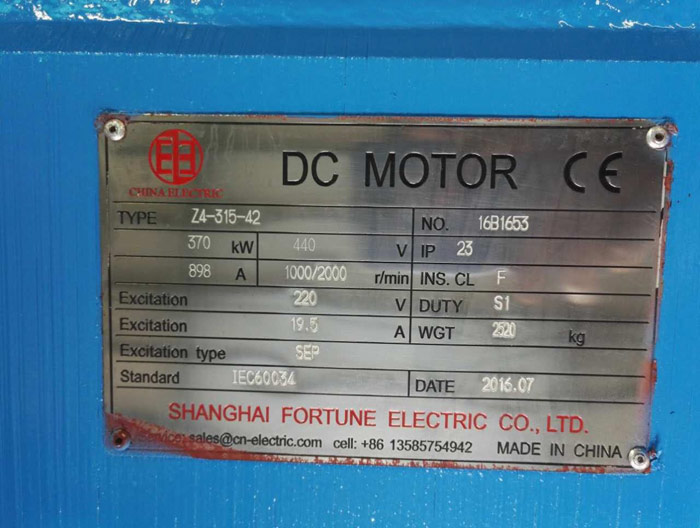 DC MOTOR CE
CHINA ELECTRIC
TYPE Z4-315-42 NO. 16B1653
370 kW 440 V IP 23
898 A 1000/2000 r/min INS. CL F
Excitation 220 V DUTY S1
Excitation 19.5 A WGT 2520 kg
Excitation type SEP
Standard IEC60034 DATE 2016.07
SHANGHAI FORTUNE ELECTRIC CO., LTD.
Service: sales@cn-electric.com cell: +86 13585754942 MADE IN CHINA